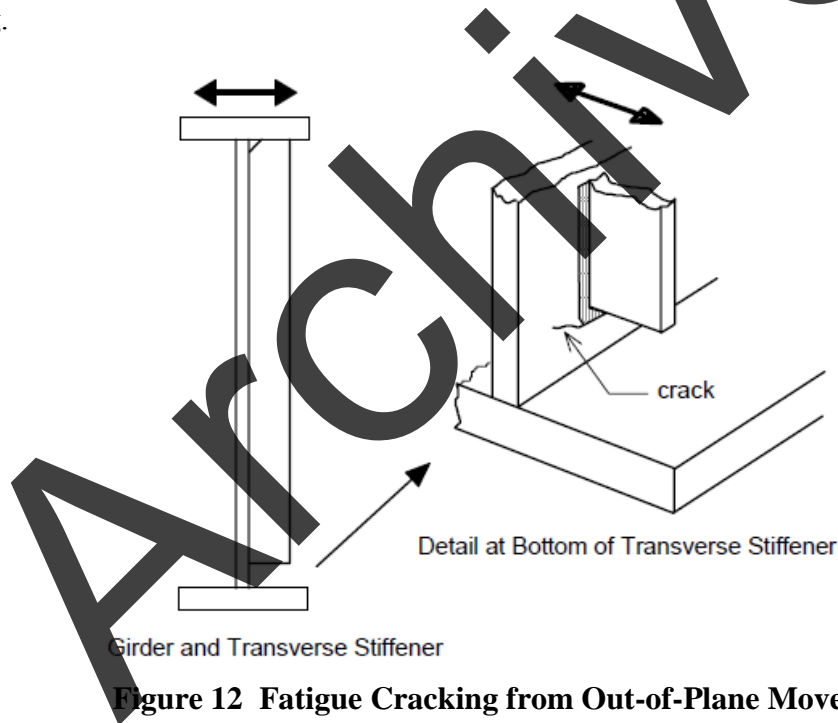 crack
Detail at Bottom of Transverse Stiffener
Girder and Transverse Stiffener
Figure 12 Fatigue Cracking from Out-of-Plane